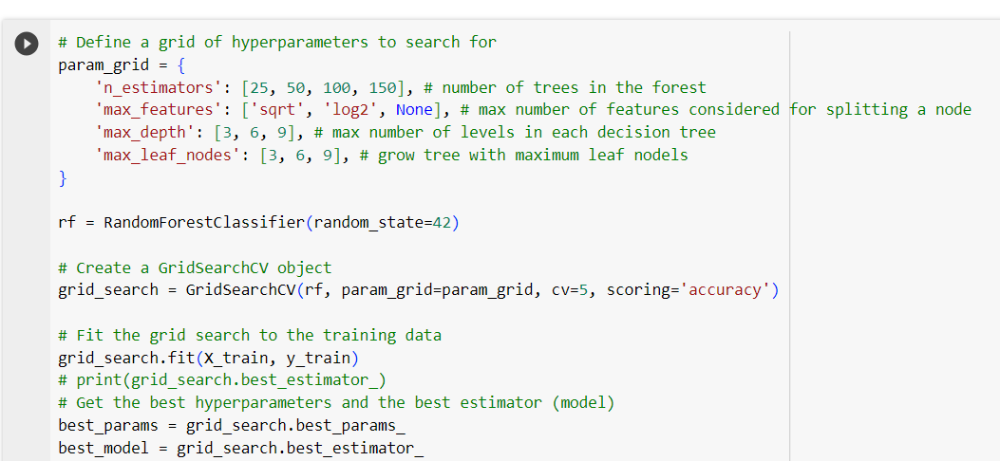 # Define a grid of hyperparameters to search for
param_grid = {
    'n_estimators': [25, 50, 100, 150], # number of trees in the forest
    'max_features': ['sqrt', 'log2', None], # max number of features considered for splitting a node
    'max_depth': [3, 6, 9], # max number of levels in each decision tree
    'max_leaf_nodes': [3, 6, 9], # grow tree with maximum leaf nodels
}
rf = RandomForestClassifier(random_state=42)
# Create a GridSearchCV object
grid_search = GridSearchCV(rf, param_grid=param_grid, cv=5, scoring='accuracy')
# Fit the grid search to the training data
grid_search.fit(X_train, y_train)
# print(grid_search.best_estimator_)
# Get the best hyperparameters and the best estimator (model)
best_params = grid_search.best_params_
best_model = grid_search.best_estimator_